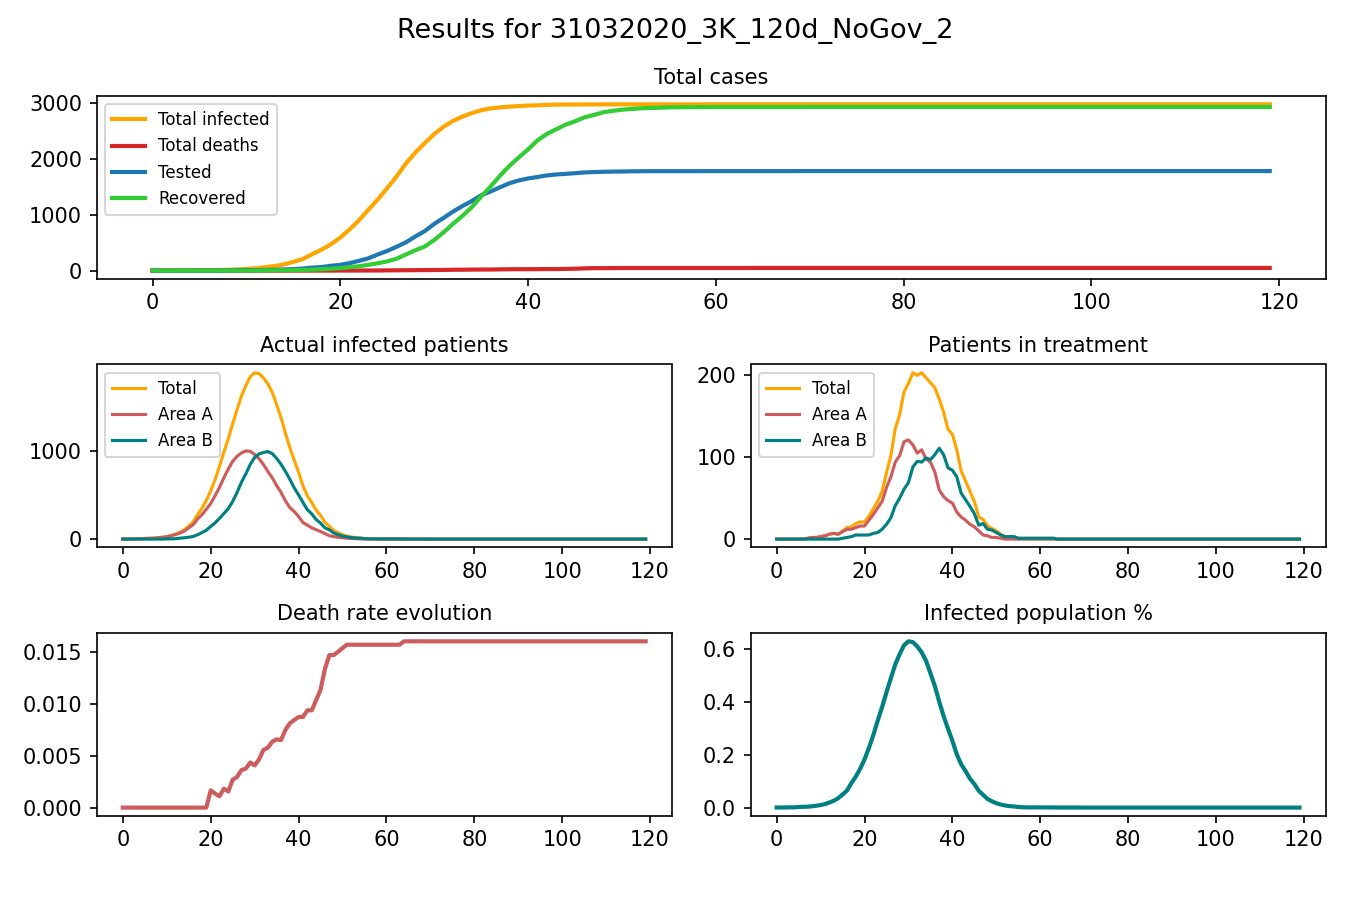 Results for 31032020_3K_120d_NoGov_2
Total cases
3000
2000
1000
0
Total infected
Total deaths
Tested
Recovered
0 20 40 60 80 100 120
Actual infected patients
1000
0
Total
Area A
Area B
0 20 40 60 80 100 120
Patients in treatment
200
100
0
Total
Area A
Area B
0 20 40 60 80 100 120
Death rate evolution
0.015
0.010
0.005
0.000
0 20 40 60 80 100 120
Infected population %
0.6
0.4
0.2
0.0
0 20 40 60 80 100 120